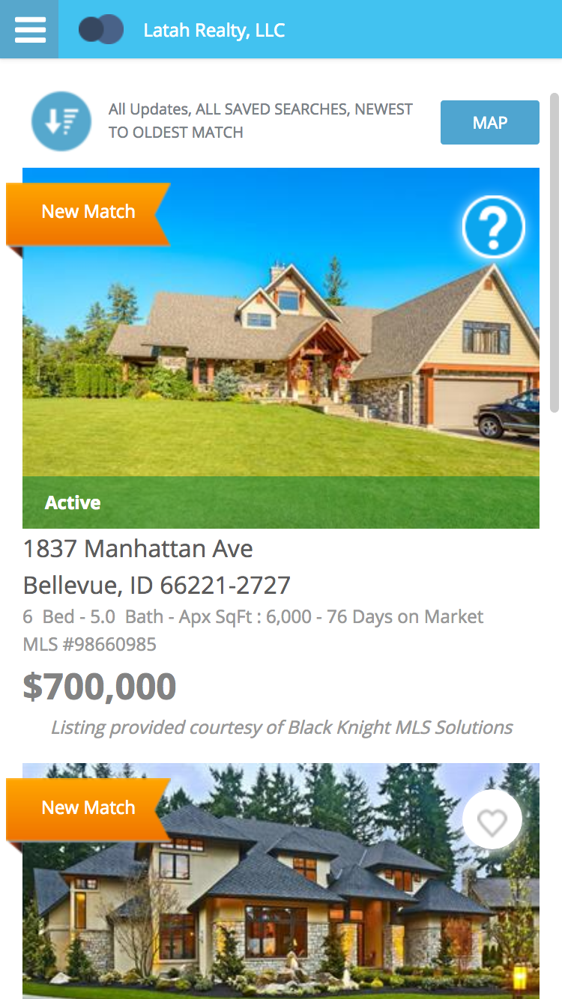 Latah Realty, LLC
All Updates, ALL SAVED SEARCHES, NEWEST
TO OLDEST MATCH
MAP
New Match
?
Active
1837 Manhattan Ave
Bellevue, ID 66221-2727
6 Bed - 5.0 Bath - Apx SqFt : 6,000 - 76 Days on Market
MLS #98660985
$700,000
Listing provided courtesy of Black Knight MLS Solutions
New Match